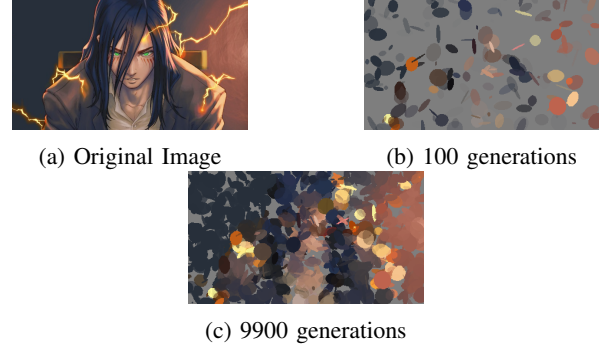 (a) Original Image
(b) 100 generations
(c) 9900 generations